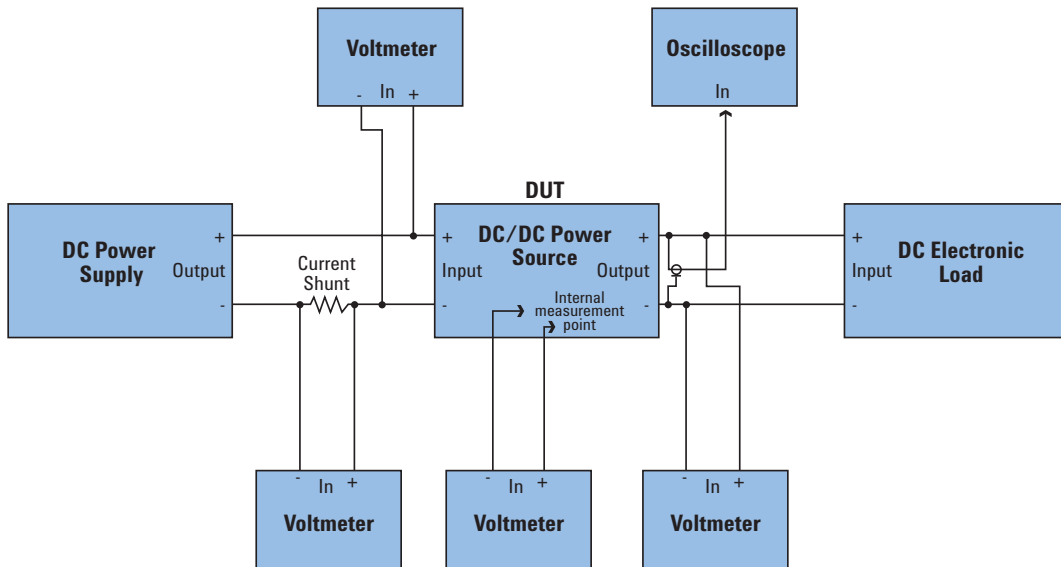 Voltmeter
- In +
Oscilloscope
In
DUT
DC Power
Supply
+
Output
-
Current
Shunt
+
Input
-
DC/DC Power
Source
+
Output
-
Internal
measurement
point
+
Input
-
DC Electronic
Load
- In +
Voltmeter
- In +
Voltmeter
- In +
Voltmeter